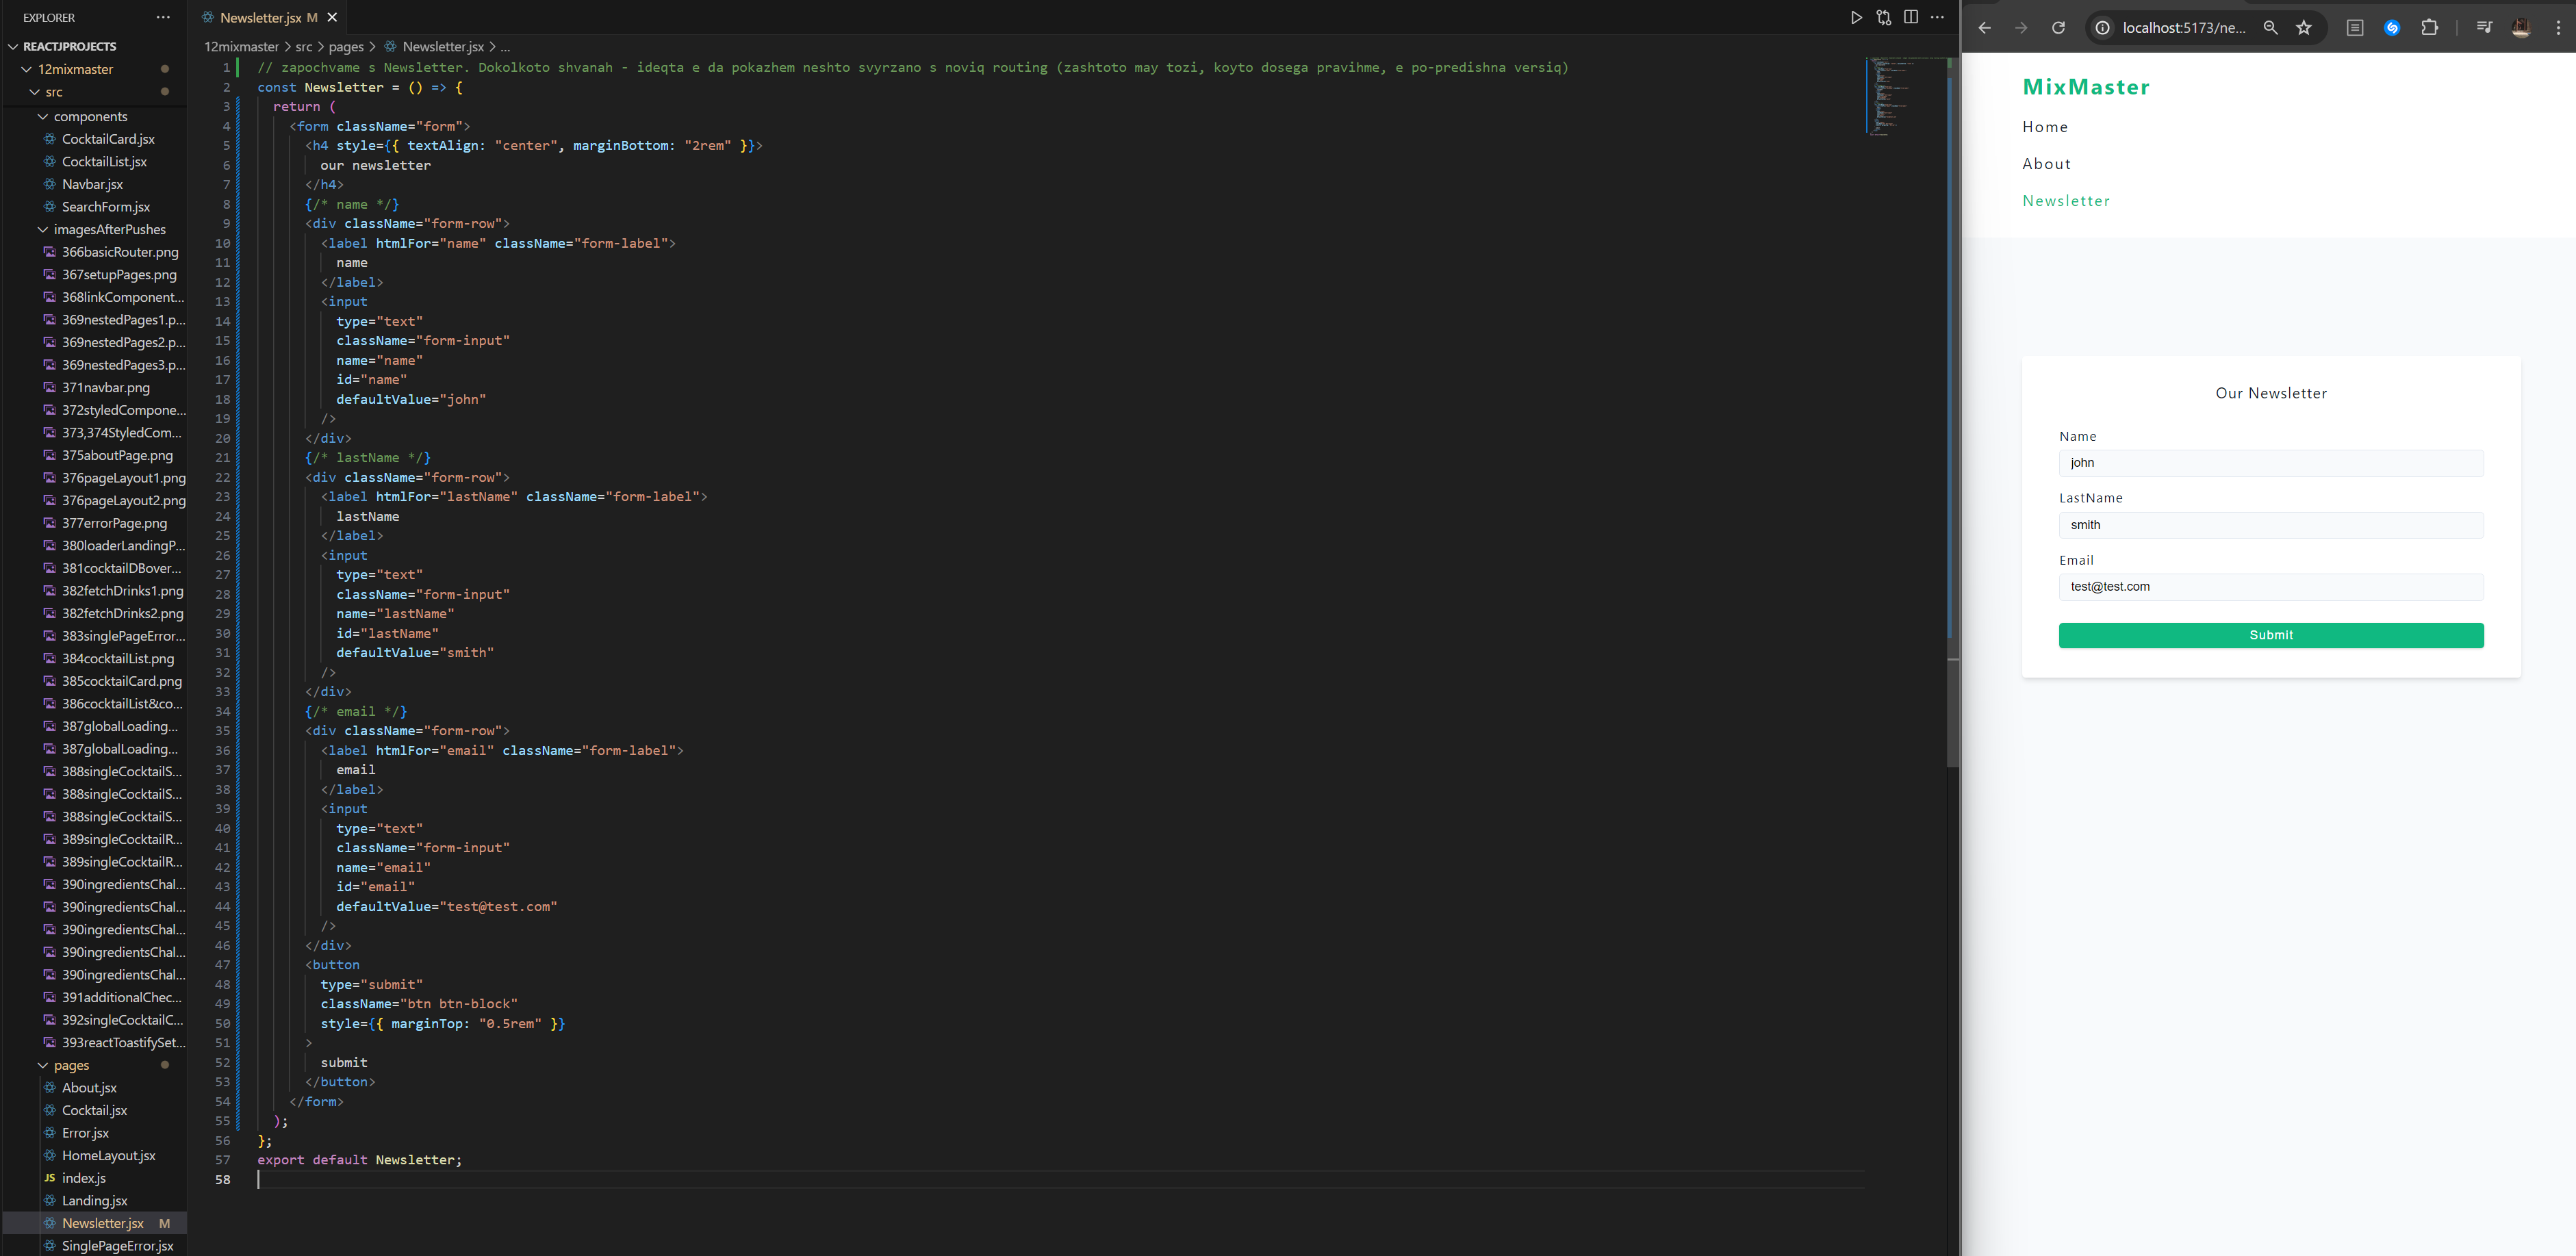 EXPLORER
REACTJPROJECTS
12mixmaster
src
components
CocktailCard.jsx
CocktailList.jsx
Navbar.jsx
SearchForm.jsx
imagesAfterPushes
366basicRouter.png
367setupPages.png
368linkComponent...
369nestedPages1.p...
369nestedPages2.p...
369nestedPages3.p...
371navbar.png
372styledCompone...
373,374StyledCom...
375aboutPage.png
376pageLayout1.png
376pageLayout2.png
377errorPage.png
380loaderLandingP...
381cocktailDBover...
382fetchDrinks1.png
382fetchDrinks2.png
383singlePageError...
384cocktailList.png
385cocktailCard.png
386cocktailList&co...
387globalLoading...
387globalLoading...
388singleCocktailS...
388singleCocktailS...
388singleCocktailS...
389singleCocktailR...
389singleCocktailR...
390ingredientsChal...
390ingredientsChal...
390ingredientsChal...
390ingredientsChal...
390ingredientsChal...
391additionalChec...
392singleCocktailC...
393reactToastifySet...
pages
About.jsx
Cocktail.jsx
Error.jsx
HomeLayout.jsx
JS index.js
Landing.jsx
Newsletter.jsx M
SinglePageError.jsx
Newsletter.jsx M
12mixmaster > src > pages > Newsletter.jsx > ...
1 // zapochvame s Newsletter. Dokolkoto shvanah - ideqta e da pokazhem neshto svyrzano s noviq routing (zashtoto may tozi, koyto dosega pravihme, e po-predishna versiq)
2 const Newsletter = () => {
3 return (
4 <form className="form">
5 <h4 style={{ textAlign: "center", marginBottom: "2rem" }}>
6 our newsletter
7 </h4>
8 {/* name */}
9 <div className="form-row">
10 <label htmlFor="name" className="form-label">
11 name
12 </label>
13 <input
14 type="text"
15 className="form-input"
16 name="name"
17 id="name"
18 defaultValue="john"
19 />
20 </div>
21 {/* lastName */}
22 <div className="form-row">
23 <label htmlFor="lastName" className="form-label">
24 lastName
25 </label>
26 <input
27 type="text"
28 className="form-input"
29 name="lastName"
30 id="lastName"
31 defaultValue="smith"
32 />
33 </div>
34 {/* email */}
35 <div className="form-row">
36 <label htmlFor="email" className="form-label">
37 email
38 </label>
39 <input
40 type="text"
41 className="form-input"
42 name="email"
43 id="email"
44 defaultValue="test@test.com"
45 />
46 </div>
47 <button
48 type="submit"
49 className="btn btn-block"
50 style={{ marginTop: "0.5rem" }}
51 >
52 submit
53 </button>
54 </form>
55 );
56 };
57 export default Newsletter;
58
localhost:5173/ne...
MixMaster
Home
About
Newsletter
Our Newsletter
Name
john
LastName
smith
Email
test@test.com
Submit